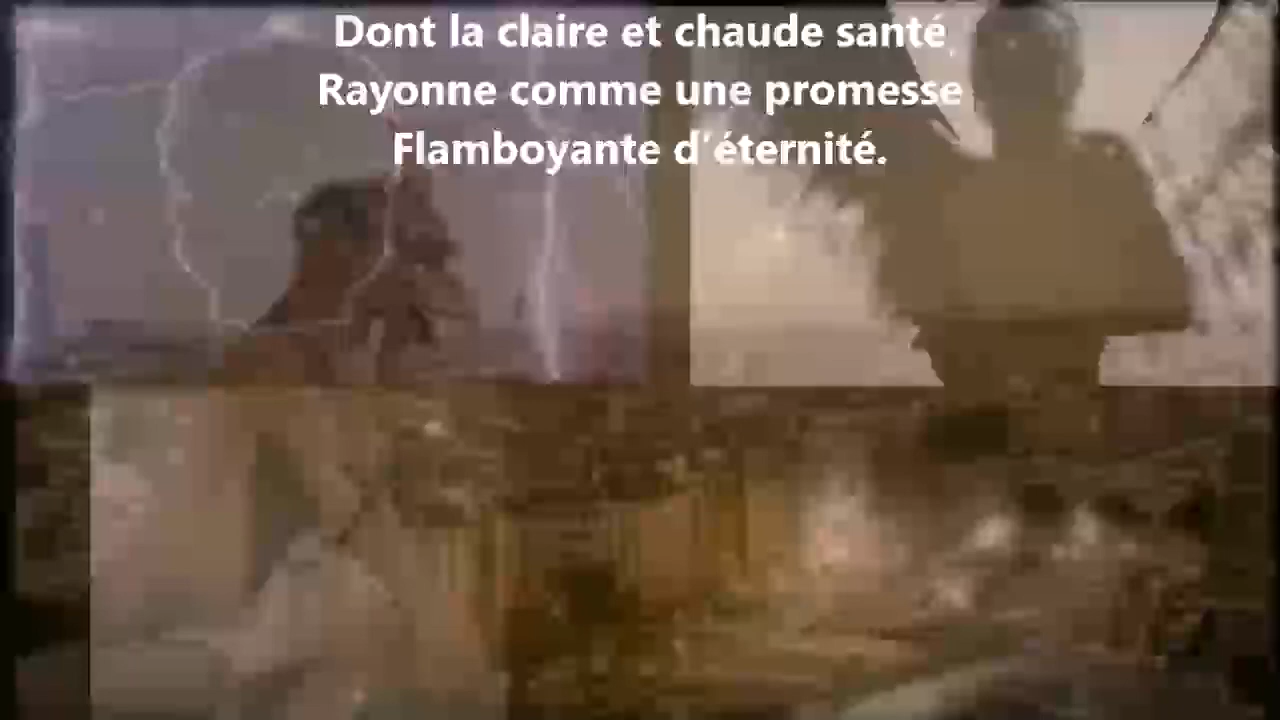 Dont la claire et chaude santé
Rayonne comme une promesse
Flamboyante d'éternité.